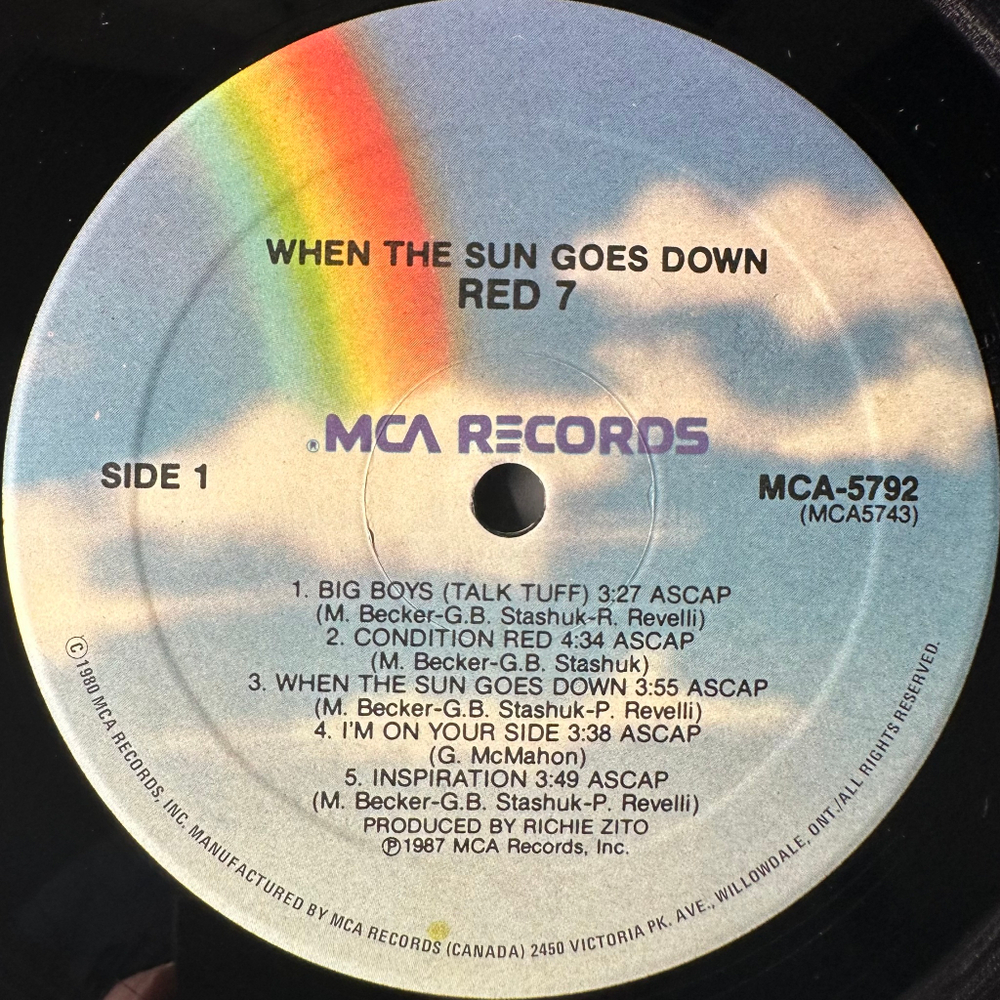 WHEN THE SUN GOES DOWN
RED 7
®MCA RECORDS
SIDE 1
MCA-5792
(MCA5743)
1. BIG BOYS (TALK TUFF) 3:27 ASCAP
(M. Becker-G.B. Stashuk-R. Revelli)
2. CONDITION RED 4:34 ASCAP
(M. Becker-G.B. Stashuk)
3. WHEN THE SUN GOES DOWN 3:55 ASCAP
(M. Becker-G.B. Stashuk-P. Revelli)
4. I'M ON YOUR SIDE 3:38 ASCAP
(G. McMahon)
5. INSPIRATION 3:49 ASCAP
(M. Becker-G.B. Stashuk-P. Revelli)
PRODUCED BY RICHIE ZITO
℗1987 MCA Records, Inc.
©1980 MCA RECORDS, INC. MANUFACTURED BY MCA RECORDS (CANADA) 2450 VICTORIA PK. AVE., WILLOWDALE, ONT./ALL RIGHTS RESERVED.